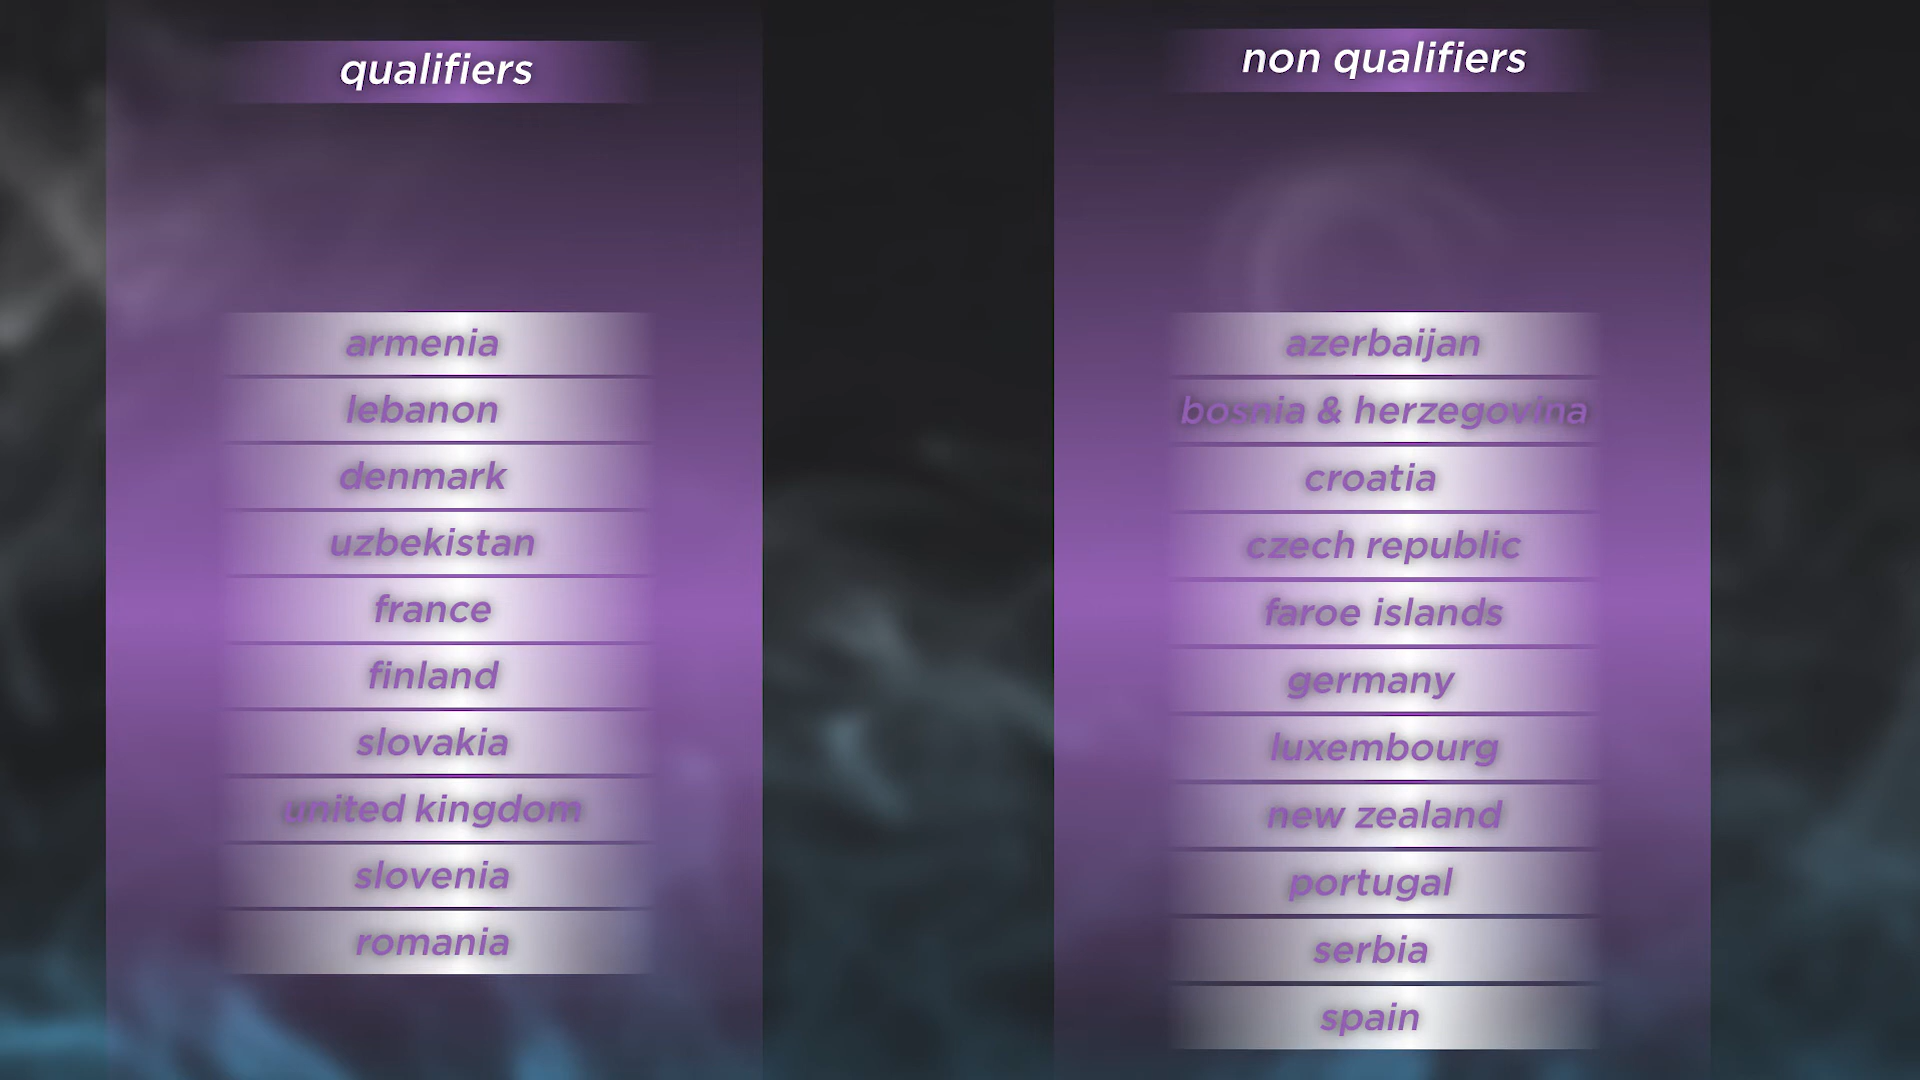 qualifiers
armenia
lebanon
denmark
uzbekistan
france
finland
slovakia
united kingdom
slovenia
romania
non qualifiers
azerbaijan
bosnia & herzegovina
croatia
czech republic
faroe islands
germany
luxembourg
new zealand
portugal
serbia
spain